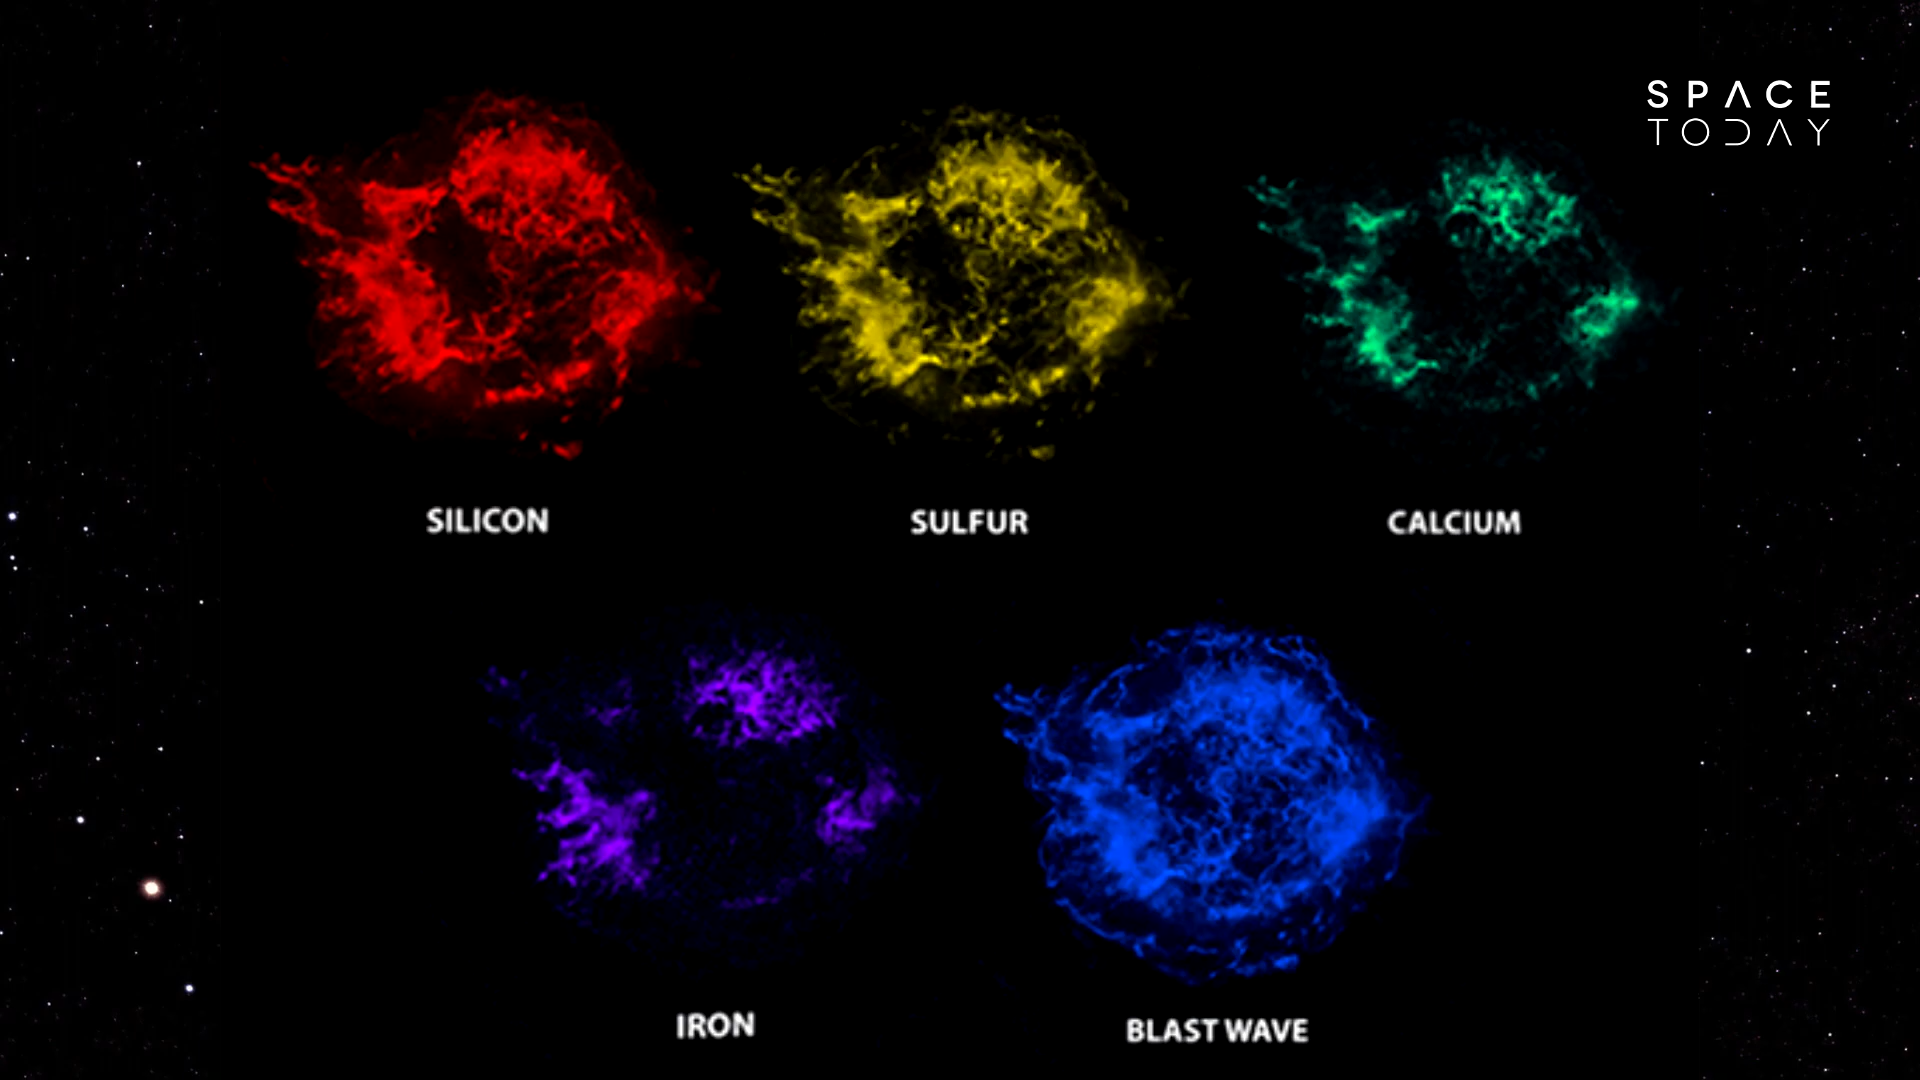 SPACE
TODAY
SILICON
SULFUR
CALCIUM
IRON
BLAST WAVE